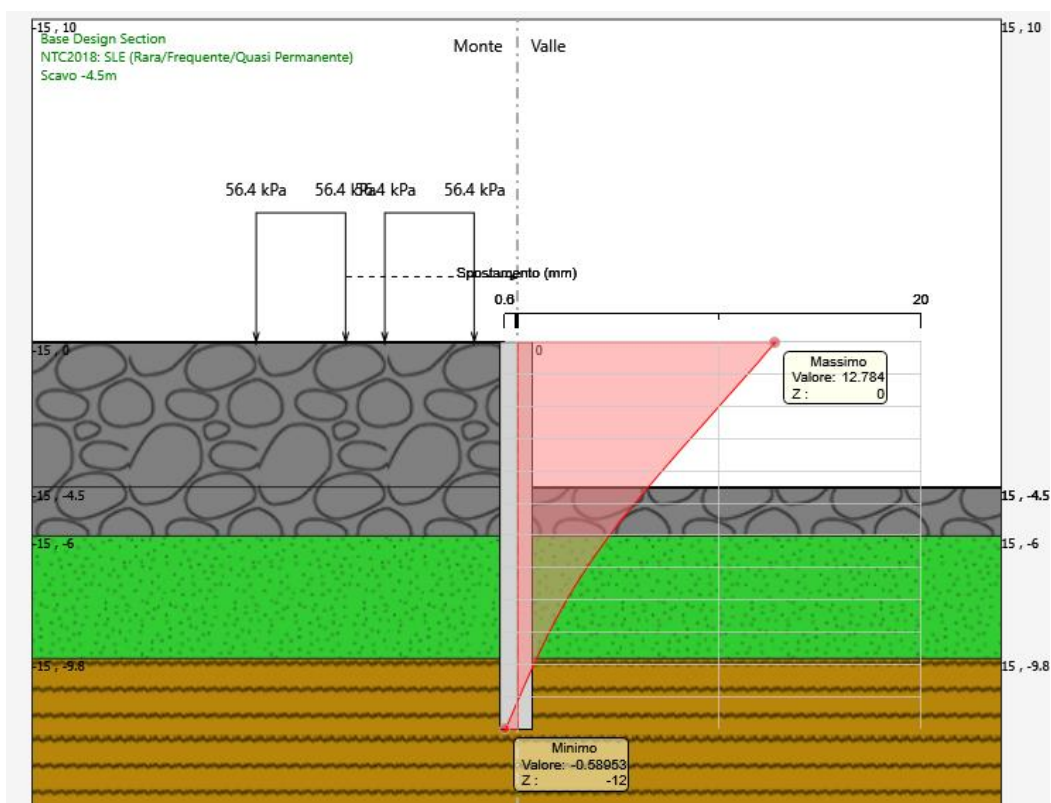 -15 , 10
15 , 10
Base Design Section
NTC2018: SLE (Rara/Frequente/Quasi Permanente)
Scavo -4.5m
Monte
Valle
56.4 kPa
56.4 kPa
56.4 kPa
56.4 kPa
Spostamento (mm)
0.6
0
20
-15 , 0
0
Massimo
Valore: 12.784
Z : 0
-15 , -4.5
15 , -4.5
-15 , -6
15 , -6
-15 , -9.8
15 , -9.8
Minimo
Valore: -0.58953
Z : -12